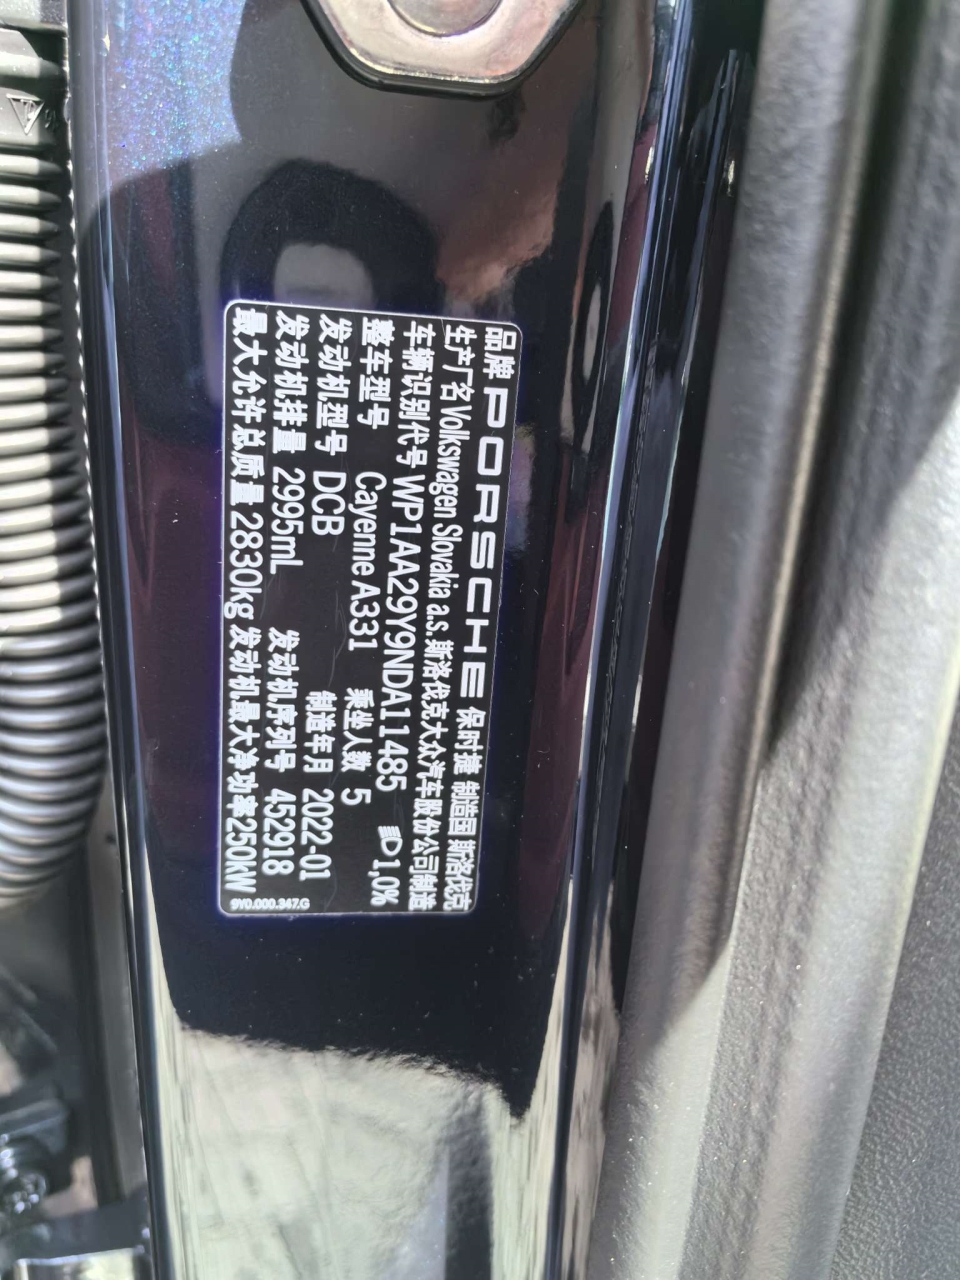 品牌 PORSCHE 保时捷 制造国 斯洛伐克
生产厂名 Volkswagen Slovakia a.s. 斯洛伐克大众汽车股份公司制造
车辆识别代号 WP1AA29Y9NDA11485 1,0%
整车型号 Cayenne A331 乘坐人数 5
发动机型号 DCB 制造年月 2022-01
发动机排量 2995mL 发动机序列号 452918
最大允许总质量 2830kg 发动机最大净功率250kW
9Y0.000.347.G